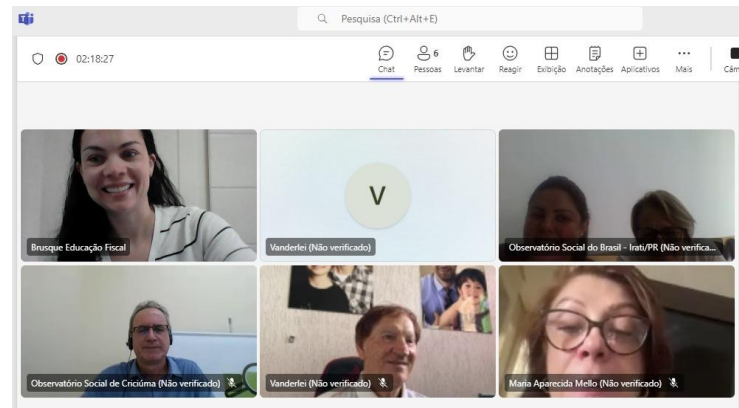 Pesquisa (Ctrl+Alt+E)
02:18:27
6
Chat
Pessoas
Levantar
Reagir
Exibição
Anotações
Aplicativos
Mais
Câm
V
Brusque Educação Fiscal
Vanderlei (Não verificado)
Observatório Social do Brasil - Irati/PR (Não verifica...
Observatório Social de Criciúma (Não verificado)
Vanderlei (Não verificado)
Maria Aparecida Mello (Não verificado)